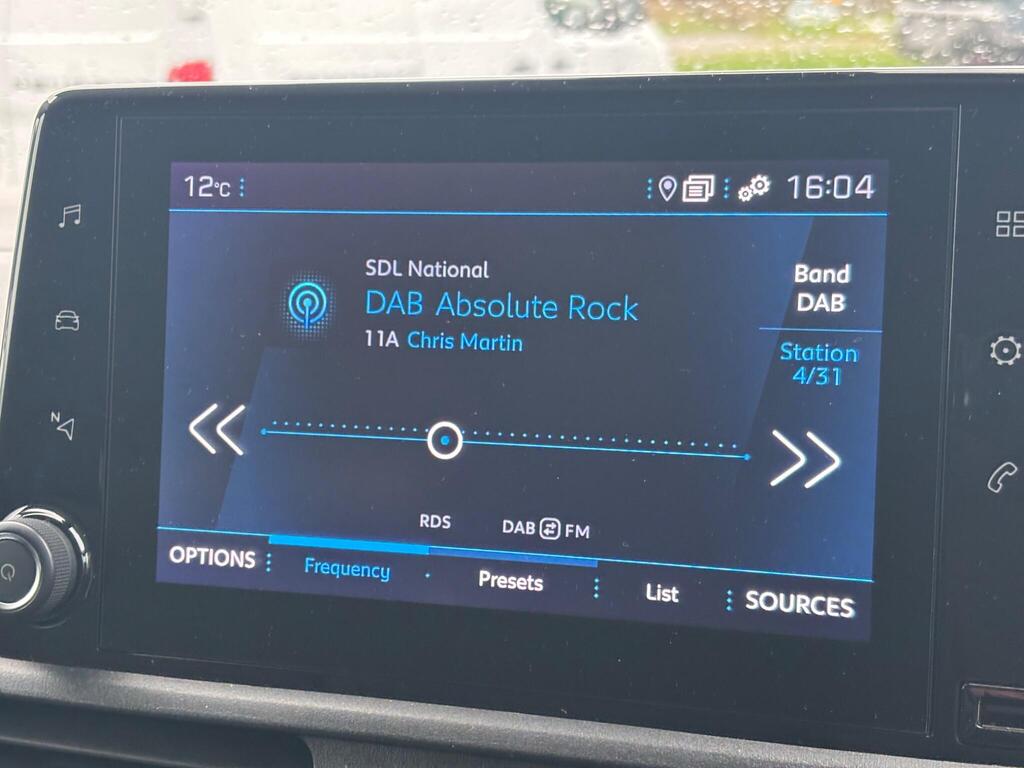 12°C
16:04
SDL National
DAB Absolute Rock
11A Chris Martin
Band
DAB
Station
4/31
N
RDS
DAB FM
OPTIONS
Frequency
Presets
List
SOURCES